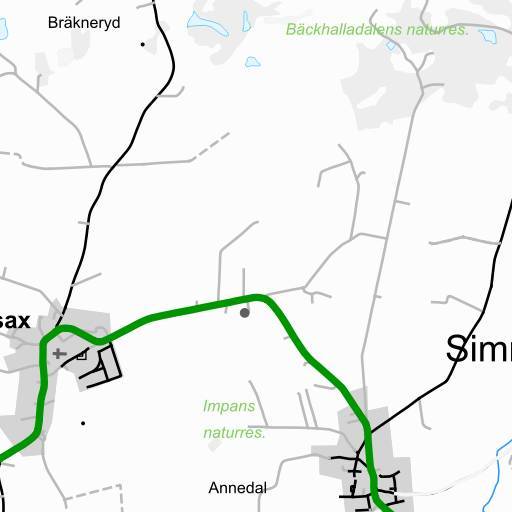 Bräkneryd
Bäckhalladalens naturres.
sax
Simr
Impans
naturres.
Annedal